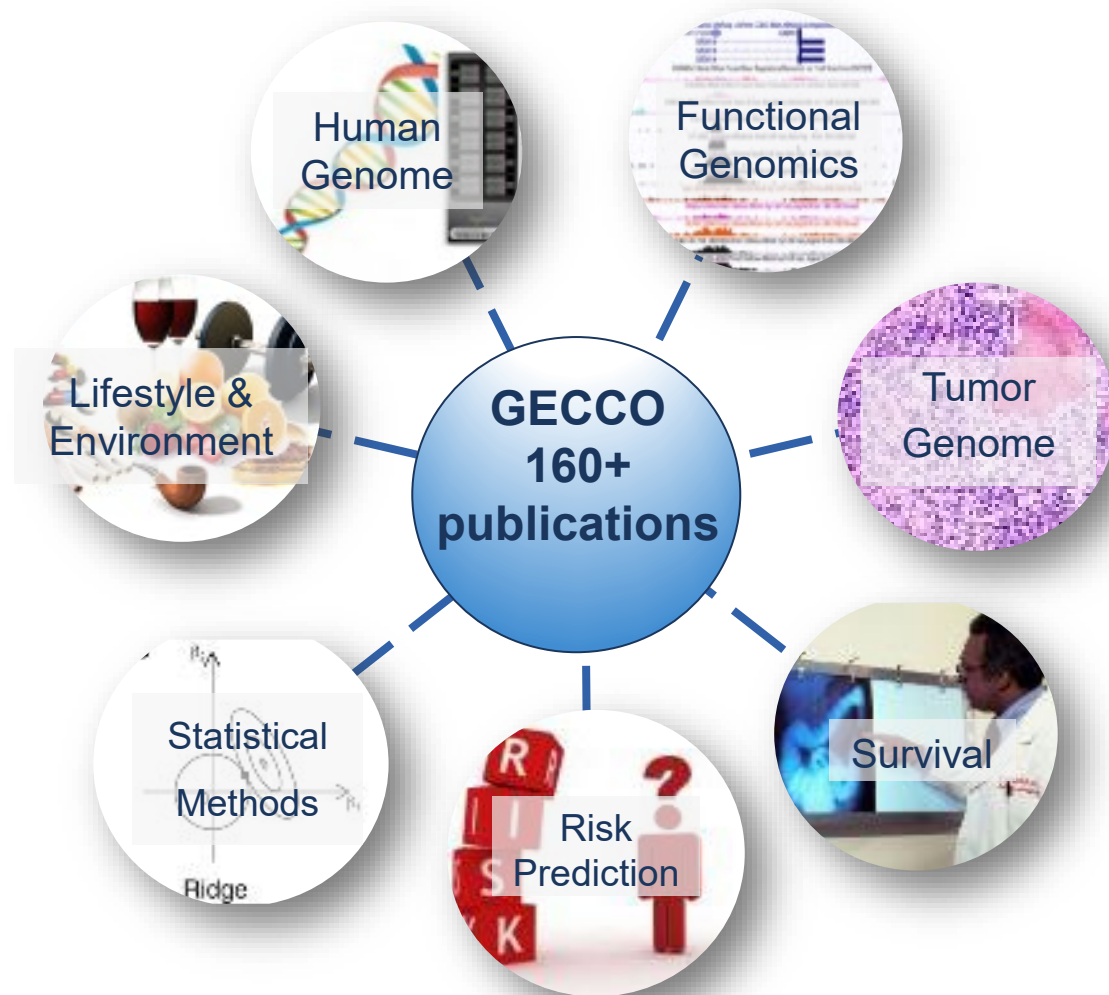 Human
Genome
Functional
Genomics
Lifestyle &
Environment
GECCO
160+
publications
Tumor
Genome
Statistical
Methods
Ridge
Risk
Prediction
R
I I
S
K
?
Survival